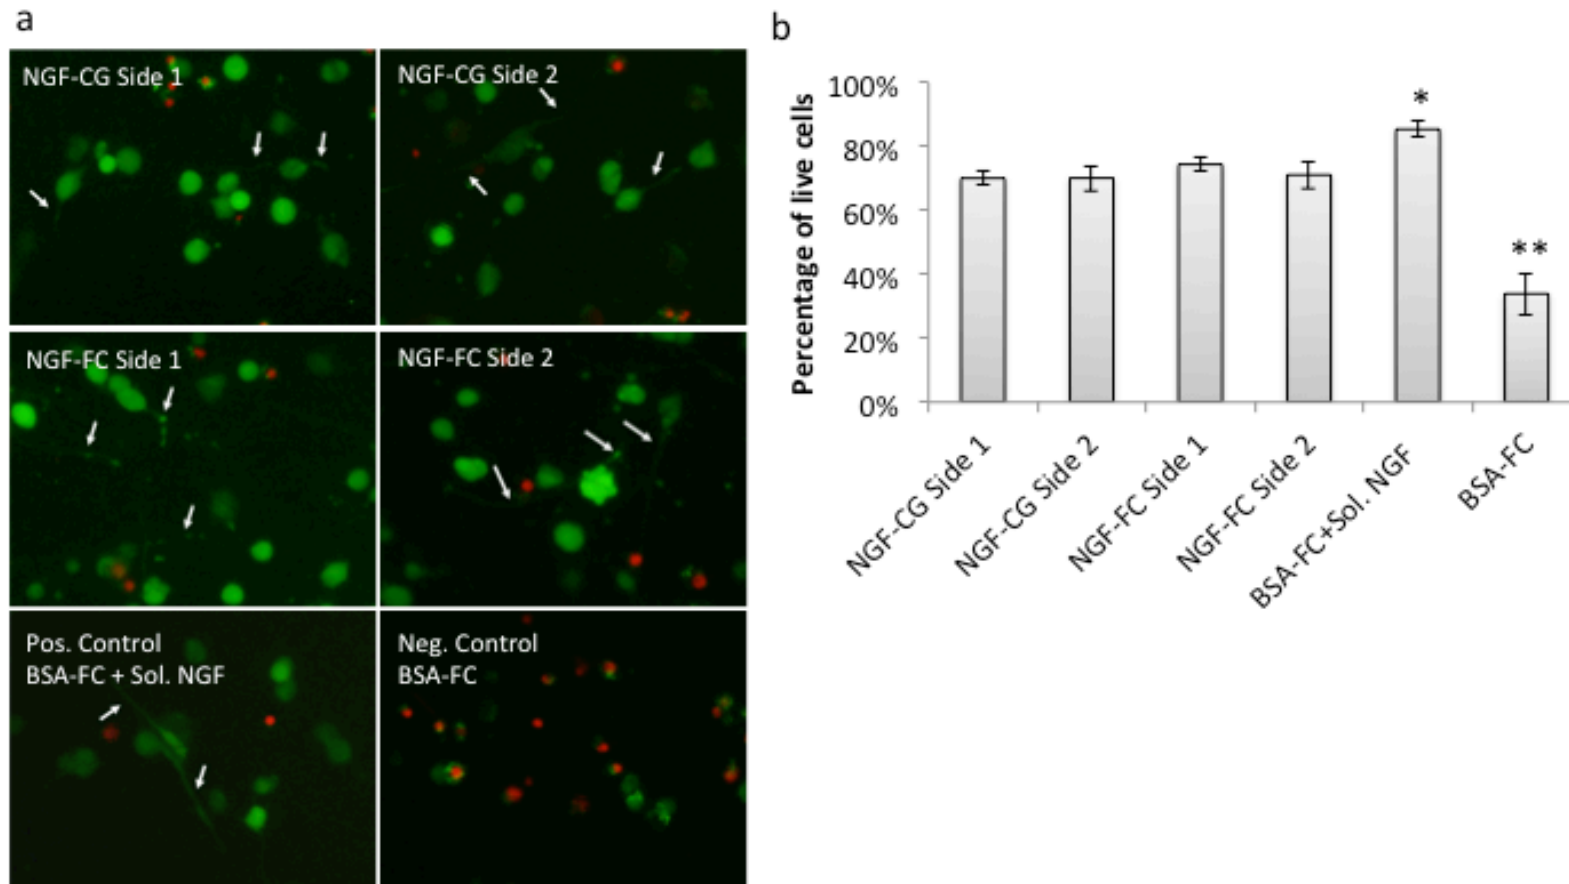 a
NGF-CG Side 1
NGF-CG Side 2
NGF-FC Side 1
NGF-FC Side 2
Pos. Control
BSA-FC + Sol. NGF
Neg. Control
BSA-FC
b
Percentage of live cells
100%
80%
60%
40%
20%
0%
*
**
NGF-CG Side 1
NGF-CG Side 2
NGF-FC Side 1
NGF-FC Side 2
BSA-FC+Sol. NGF
BSA-FC